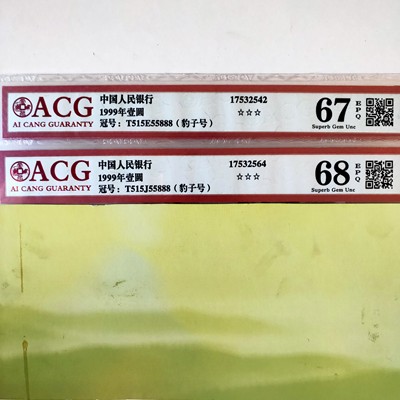 ACG
AI CANG GUARANTY
中国人民银行
1999年壹圆
冠号：T515E55888（豹子号）
17532542
☆☆☆
67
EPQ
Superb Gem Unc
ACG
AI CANG GUARANTY
中国人民银行
1999年壹圆
冠号：T515J55888（豹子号）
17532564
☆☆☆
68
EPQ
Superb Gem Unc